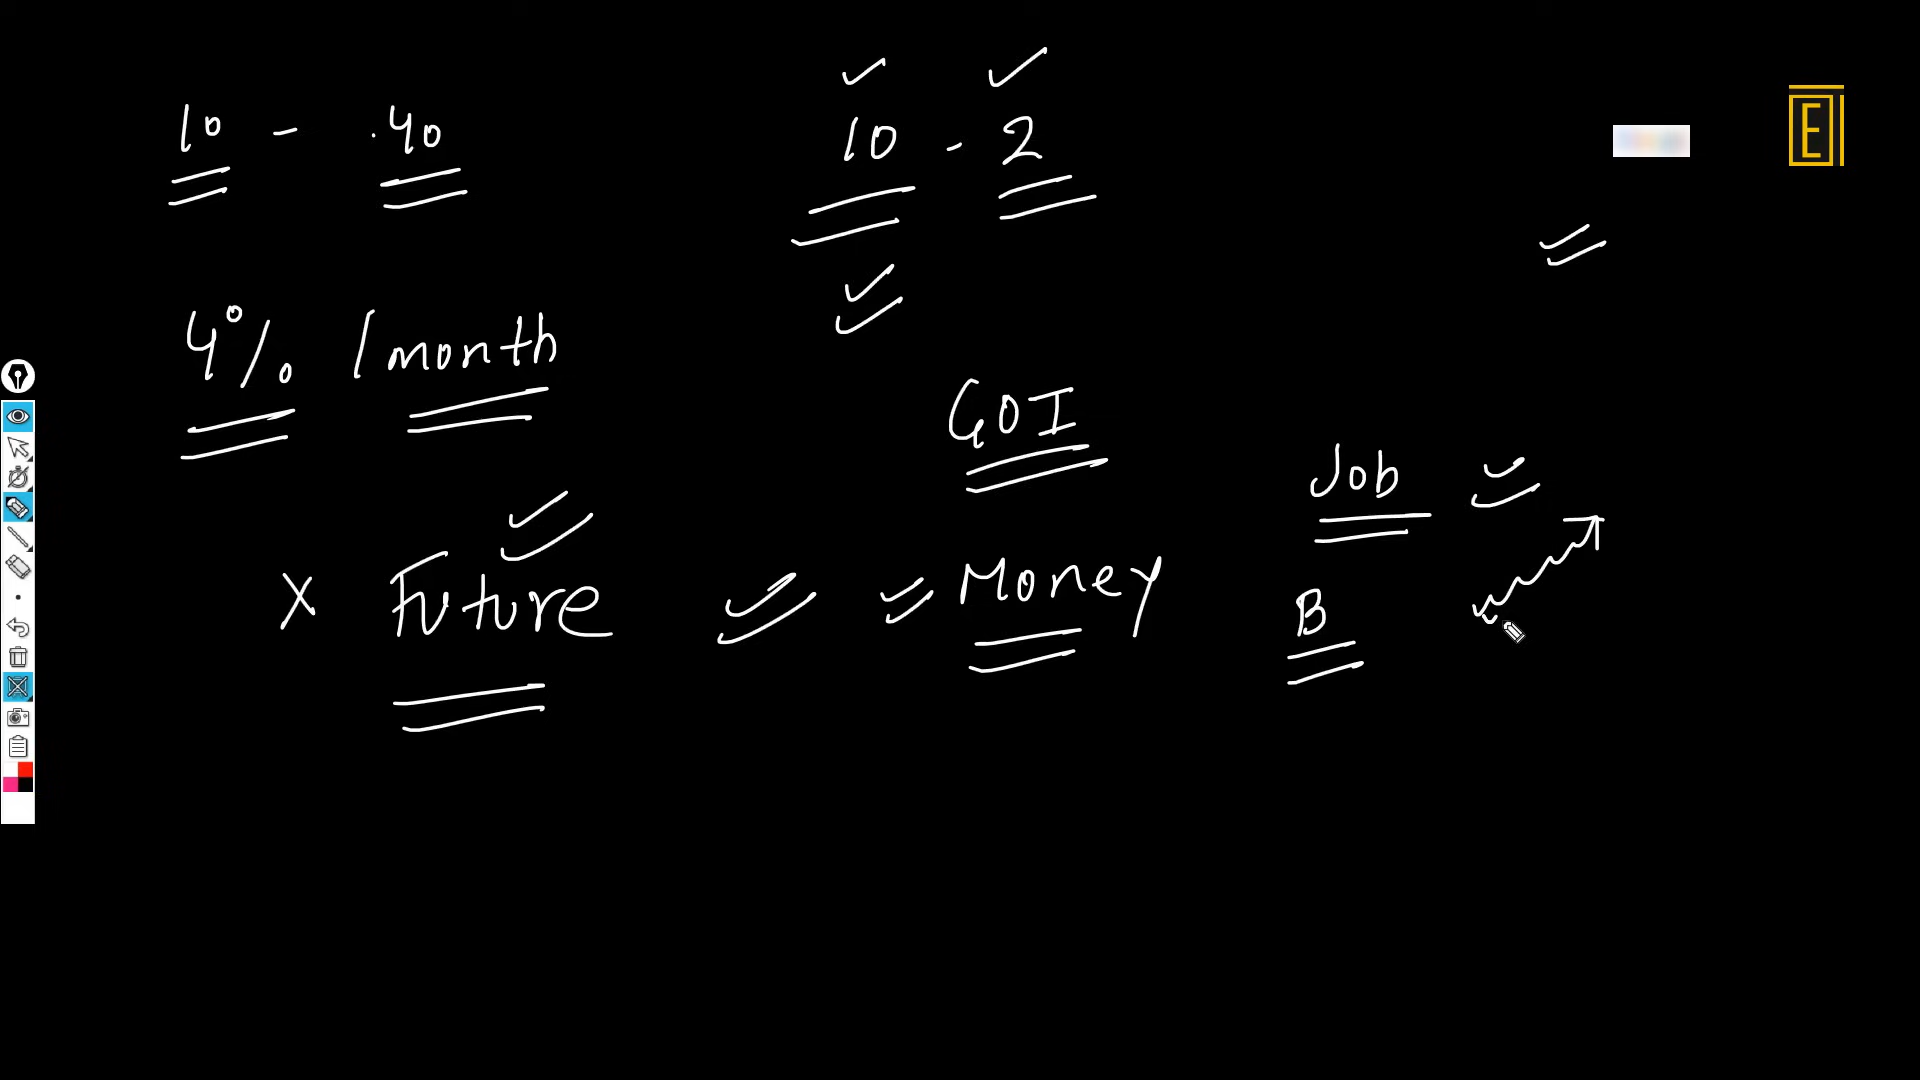 10 - .40
10 - 2
4% / month
GOI
Job
x Future
Money
B
E